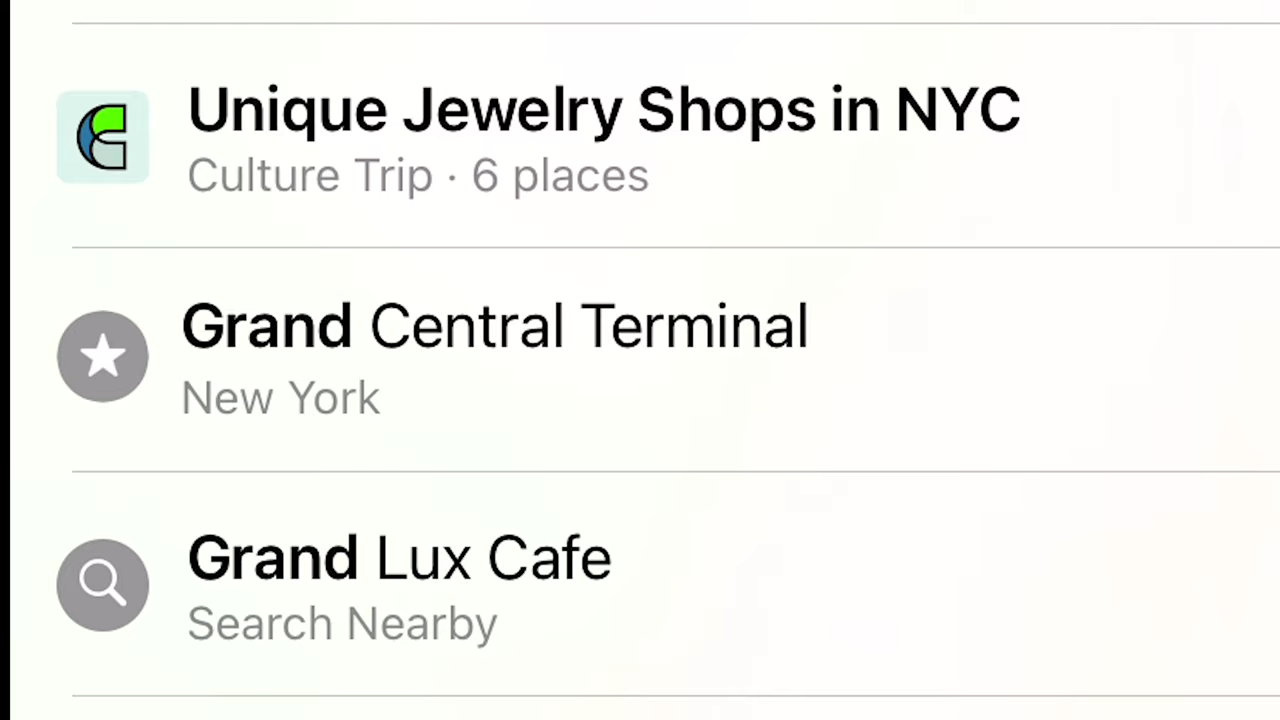 Unique Jewelry Shops in NYC
Culture Trip · 6 places
Grand Central Terminal
New York
Grand Lux Cafe
Search Nearby